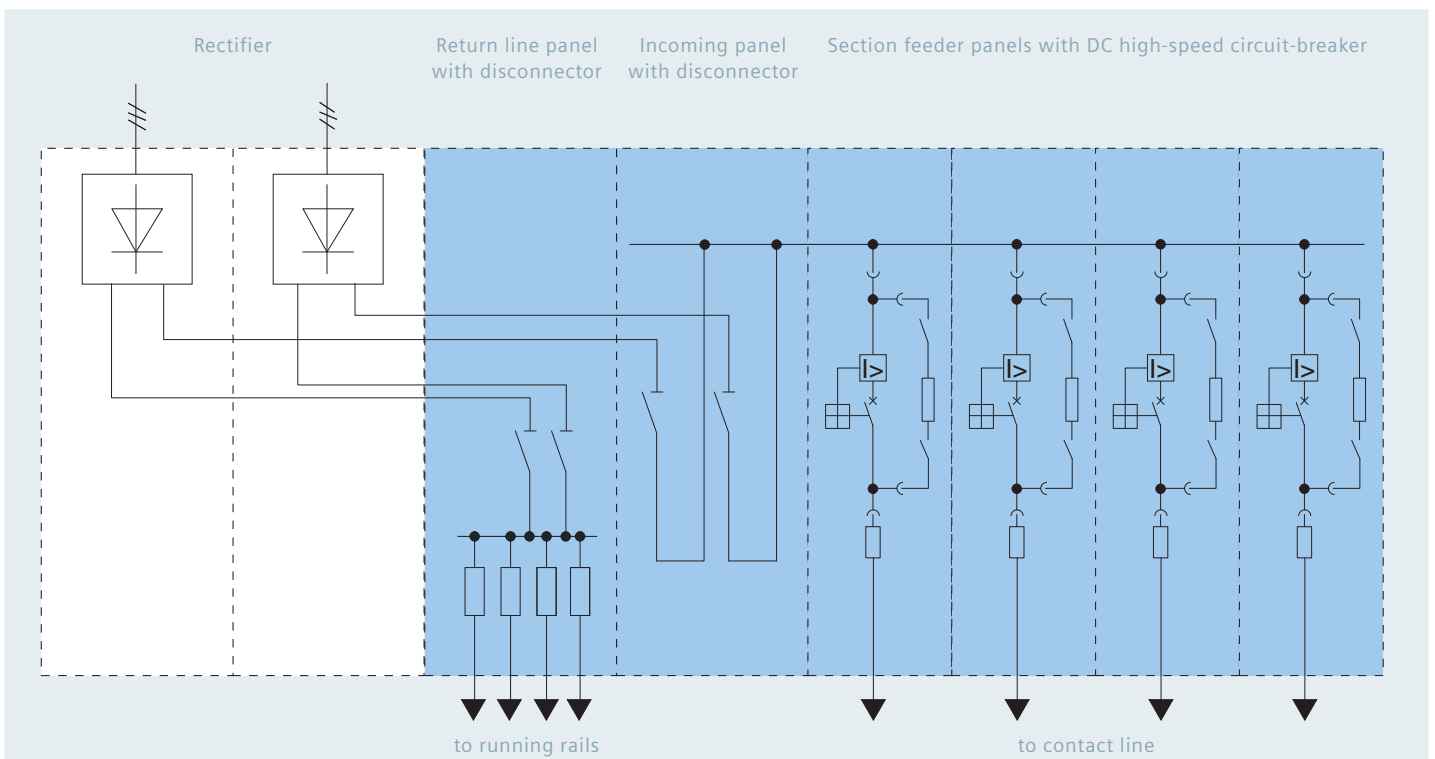 Rectifier
Return line panel
with disconnector
Incoming panel
with disconnector
Section feeder panels with DC high-speed circuit-breaker
I>
I>
I>
I>
to running rails
to contact line